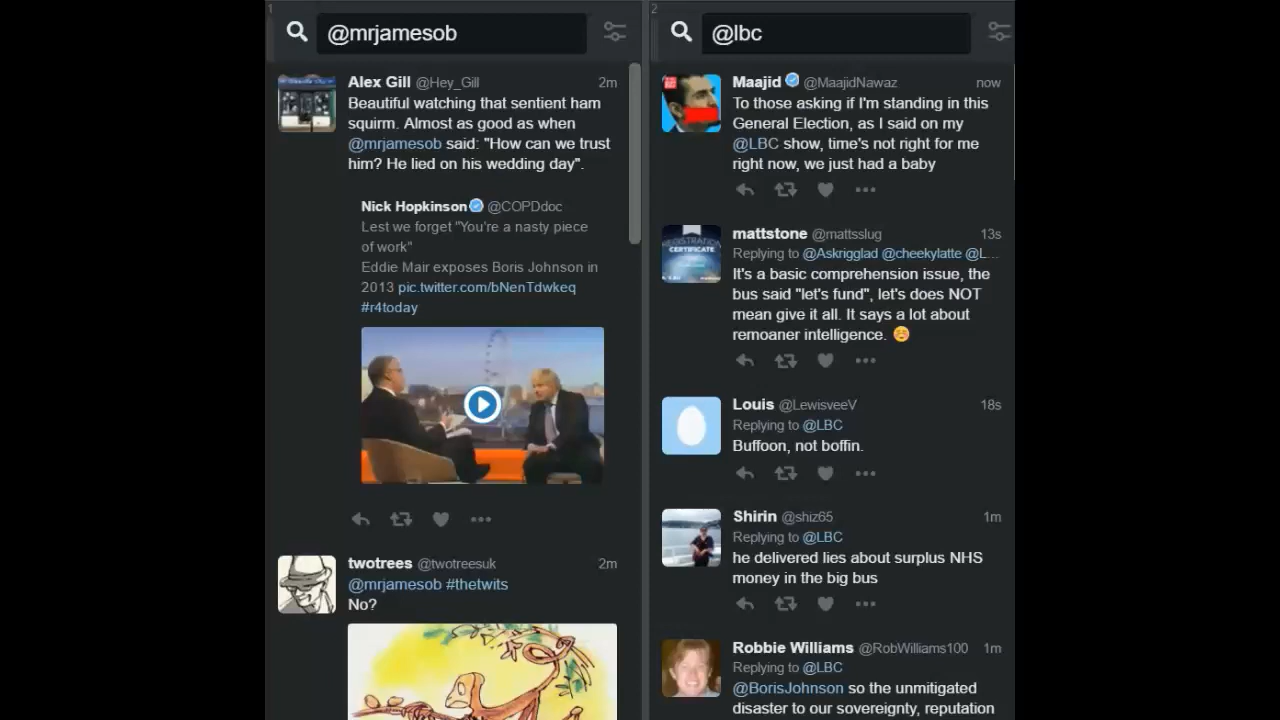 1
@mrjamesob
Alex Gill @Hey_Gill 2m
Beautiful watching that sentient ham
squirm. Almost as good as when
@mrjamesob said: "How can we trust
him? He lied on his wedding day".
Nick Hopkinson @COPDdoc
Lest we forget "You're a nasty piece
of work"
Eddie Mair exposes Boris Johnson in
2013 pic.twitter.com/bNenTdwkeq
#r4today
twotrees @twotreesuk 2m
@mrjamesob #thetwits
No?
2
@lbc
Maajid @MaajidNawaz now
To those asking if I'm standing in this
General Election, as I said on my
@LBC show, time's not right for me
right now, we just had a baby
mattstone @mattsslug 13s
Replying to @Askrigglad @cheekylatte @L...
It's a basic comprehension issue, the
bus said "let's fund", let's does NOT
mean give it all. It says a lot about
remoaner intelligence. ☺️
Louis @LewisveeV 18s
Replying to @LBC
Buffoon, not boffin.
Shirin @shiz65 1m
Replying to @LBC
he delivered lies about surplus NHS
money in the big bus
Robbie Williams @RobWilliams100 1m
Replying to @LBC
@BorisJohnson so the unmitigated
disaster to our sovereignty, reputation